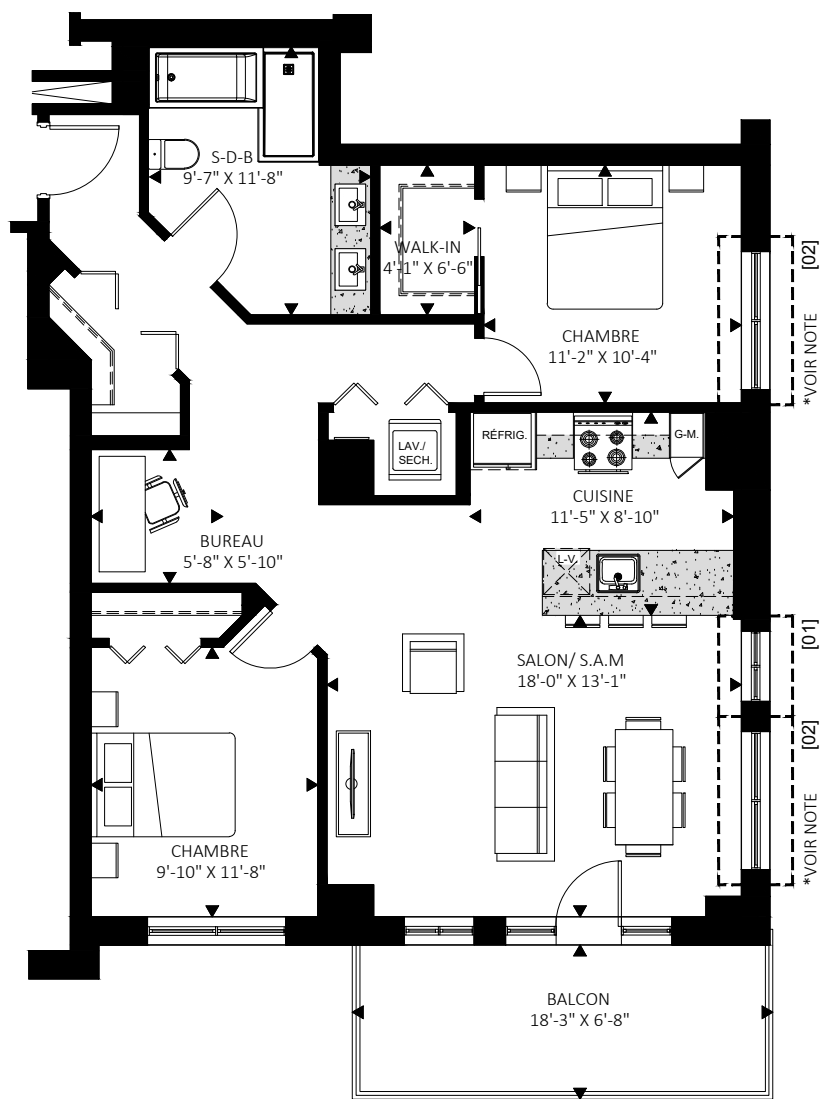 S-D-B
9'-7" X 11'-8"
WALK-IN
4'-1" X 6'-6"
[02]
*VOIR NOTE
CHAMBRE
11'-2" X 10'-4"
RÉFRIG.
G-M.
LAV./
SECH.
CUISINE
11'-5" X 8'-10"
BUREAU
5'-8" X 5'-10"
L-V.
[01]
SALON/ S.A.M
18'-0" X 13'-1"
[02]
*VOIR NOTE
CHAMBRE
9'-10" X 11'-8"
BALCON
18'-3" X 6'-8"